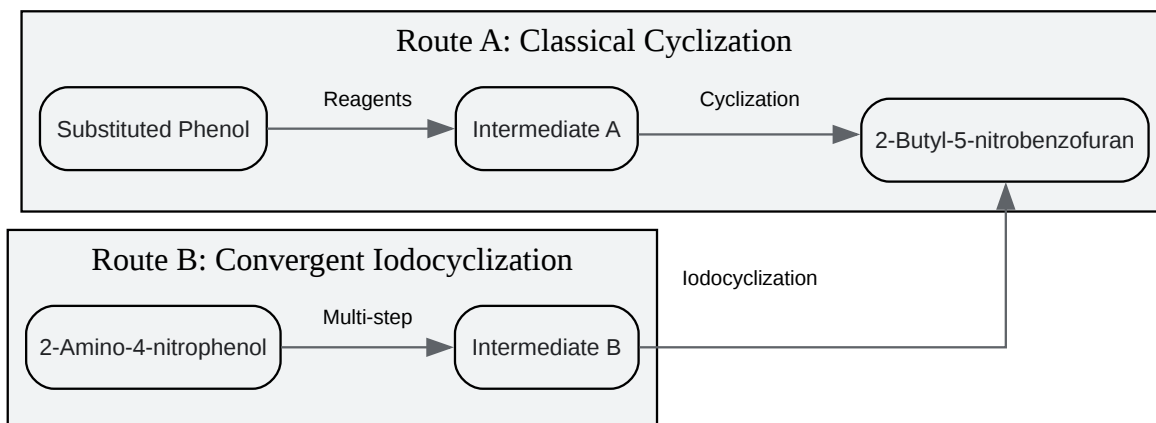 Route A: Classical Cyclization
Substituted Phenol
Reagents
Intermediate A
Cyclization
2-Butyl-5-nitrobenzofuran
Route B: Convergent Iodocyclization
2-Amino-4-nitrophenol
Multi-step
Intermediate B
Iodocyclization